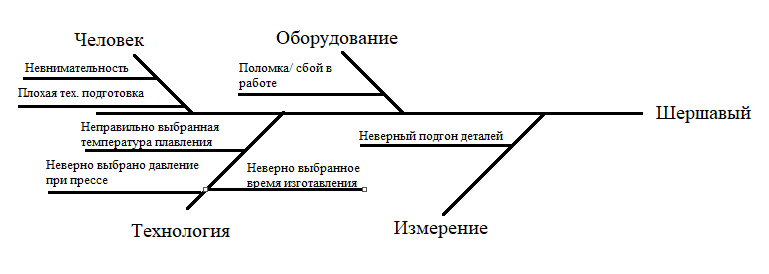 Человек
Оборудование
Невнимательность
Поломка/ сбой в
работе
Плохая тех. подготовка
Шершавый
Неправильно выбранная
температура плавления
Неверный подгон деталей
Неверно выбрано давление
при прессе
Неверно выбранное
время изготавления
Технология
Измерение